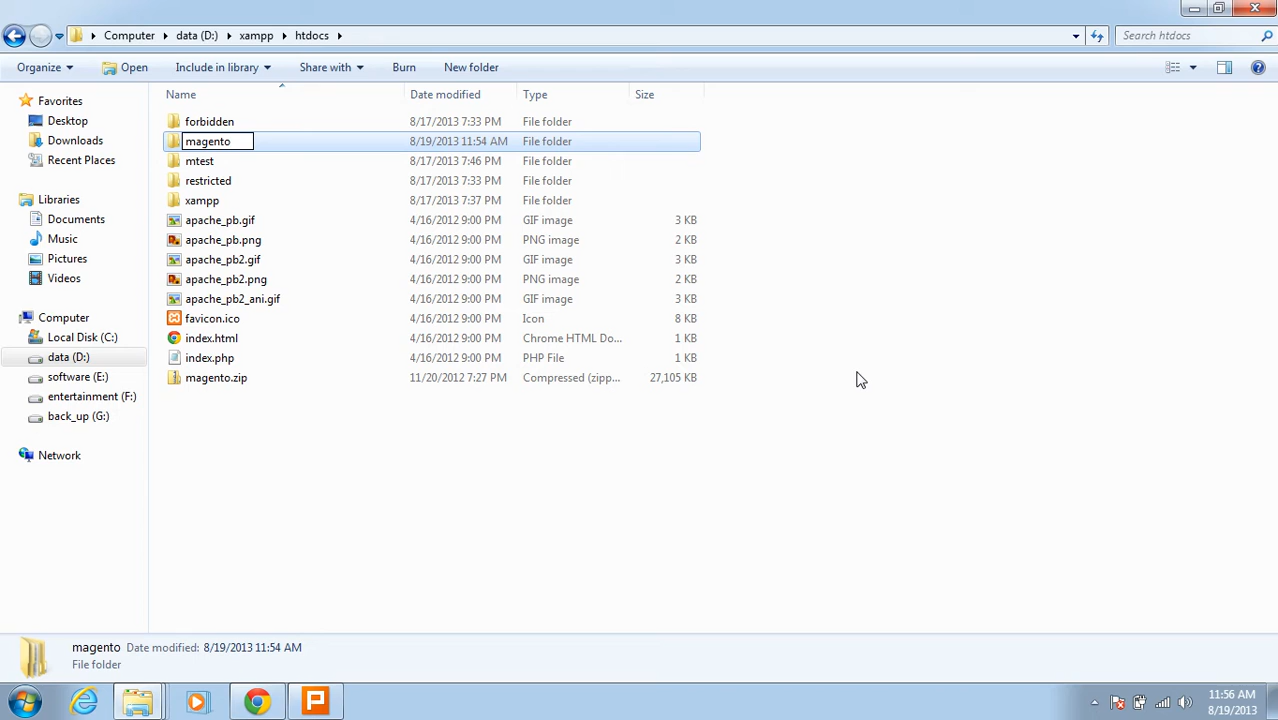 Computer data (D:) xampp htdocs Search htdocs
Organize Open Include in library Share with Burn New folder
Name Date modified Type Size
Favorites
Desktop
Downloads
Recent Places
Libraries
Documents
Music
Pictures
Videos
Computer
Local Disk (C:)
data (D:)
software (E:)
entertainment (F:)
back_up (G:)
Network
forbidden 8/17/2013 7:33 PM File folder
magento 8/19/2013 11:54 AM File folder
mtest 8/17/2013 7:46 PM File folder
restricted 8/17/2013 7:33 PM File folder
xampp 8/17/2013 7:37 PM File folder
apache_pb.gif 4/16/2012 9:00 PM GIF image 3 KB
apache_pb.png 4/16/2012 9:00 PM PNG image 2 KB
apache_pb2.gif 4/16/2012 9:00 PM GIF image 3 KB
apache_pb2.png 4/16/2012 9:00 PM PNG image 2 KB
apache_pb2_ani.gif 4/16/2012 9:00 PM GIF image 3 KB
favicon.ico 4/16/2012 9:00 PM Icon 8 KB
index.html 4/16/2012 9:00 PM Chrome HTML Do... 1 KB
index.php 4/16/2012 9:00 PM PHP File 1 KB
magento.zip 11/20/2012 7:27 PM Compressed (zipp... 27,105 KB
magento Date modified: 8/19/2013 11:54 AM
File folder
11:56 AM
8/19/2013